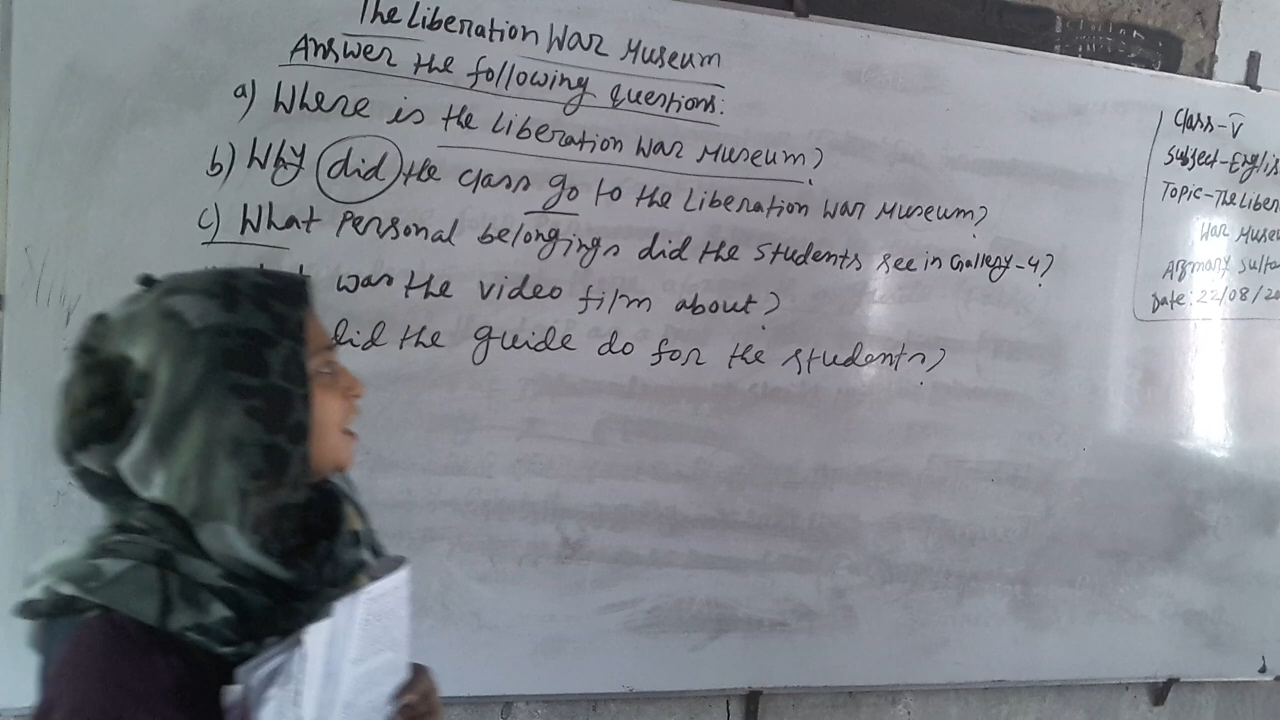 The Liberation War Museum
Answer the following questions:
a) Where is the Liberation War Museum?
b) Why did the class go to the Liberation War Museum?
c) What personal belongings did the students see in Gallery-4?
was the video film about?
did the guide do for the students?
Class-V
Subject-Englis
Topic-The Liber
War Museu
Date: 22/08/20